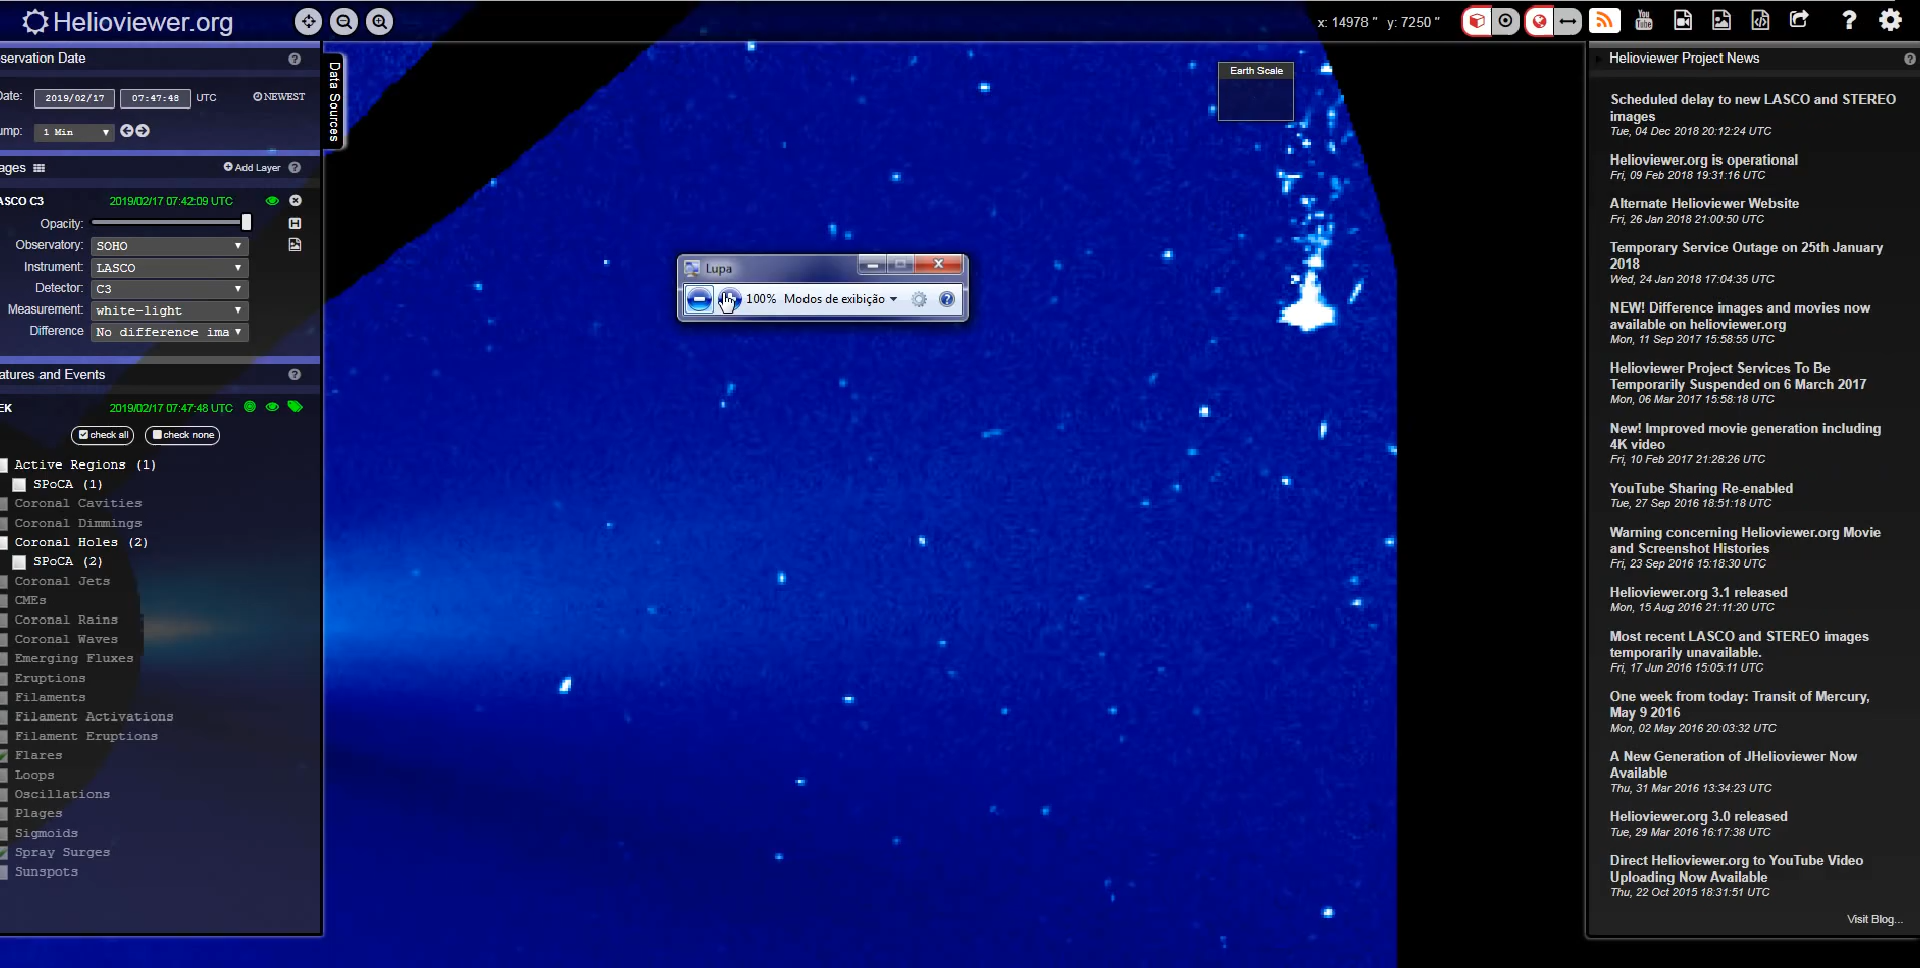 Helioviewer.org
x: 14978 " y: 7250 "
You
Tube
servation Date
Date: 2019/02/17 07:47:48 UTC NEWEST
ump: 1 Min
Data Sources
ages Add Layer
ASCO C3 2019/02/17 07:42:09 UTC
Opacity:
Observatory: SOHO
Instrument: LASCO
Detector: C3
Measurement: white-light
Difference No difference ima
atures and Events
EK 2019/02/17 07:47:48 UTC
check all check none
Active Regions (1)
SPoCA (1)
Coronal Cavities
Coronal Dimmings
Coronal Holes (2)
SPoCA (2)
Coronal Jets
CMEs
Coronal Rains
Coronal Waves
Emerging Fluxes
Eruptions
Filaments
Filament Activations
Filament Eruptions
Flares
Loops
Oscillations
Plages
Sigmoids
Spray Surges
Sunspots
Lupa
100% Modos de exibição
Earth Scale
Helioviewer Project News
Scheduled delay to new LASCO and STEREO
images
Tue, 04 Dec 2018 20:12:24 UTC
Helioviewer.org is operational
Fri, 09 Feb 2018 19:31:16 UTC
Alternate Helioviewer Website
Fri, 26 Jan 2018 21:00:50 UTC
Temporary Service Outage on 25th January
2018
Wed, 24 Jan 2018 17:04:35 UTC
NEW! Difference images and movies now
available on helioviewer.org
Mon, 11 Sep 2017 15:58:55 UTC
Helioviewer Project Services To Be
Temporarily Suspended on 6 March 2017
Mon, 06 Mar 2017 15:58:18 UTC
New! Improved movie generation including
4K video
Fri, 10 Feb 2017 21:28:26 UTC
YouTube Sharing Re-enabled
Tue, 27 Sep 2016 18:51:18 UTC
Warning concerning Helioviewer.org Movie
and Screenshot Histories
Fri, 23 Sep 2016 15:18:30 UTC
Helioviewer.org 3.1 released
Mon, 15 Aug 2016 21:11:20 UTC
Most recent LASCO and STEREO images
temporarily unavailable.
Fri, 17 Jun 2016 15:05:11 UTC
One week from today: Transit of Mercury,
May 9 2016
Mon, 02 May 2016 20:03:32 UTC
A New Generation of JHelioviewer Now
Available
Thu, 31 Mar 2016 13:34:23 UTC
Helioviewer.org 3.0 released
Tue, 29 Mar 2016 16:17:38 UTC
Direct Helioviewer.org to YouTube Video
Uploading Now Available
Thu, 22 Oct 2015 18:31:51 UTC
Visit Blog...